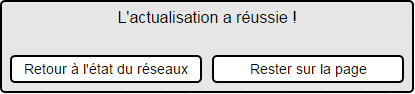 L'actualisation a réussie !
Retour à l'état du réseaux
Rester sur la page